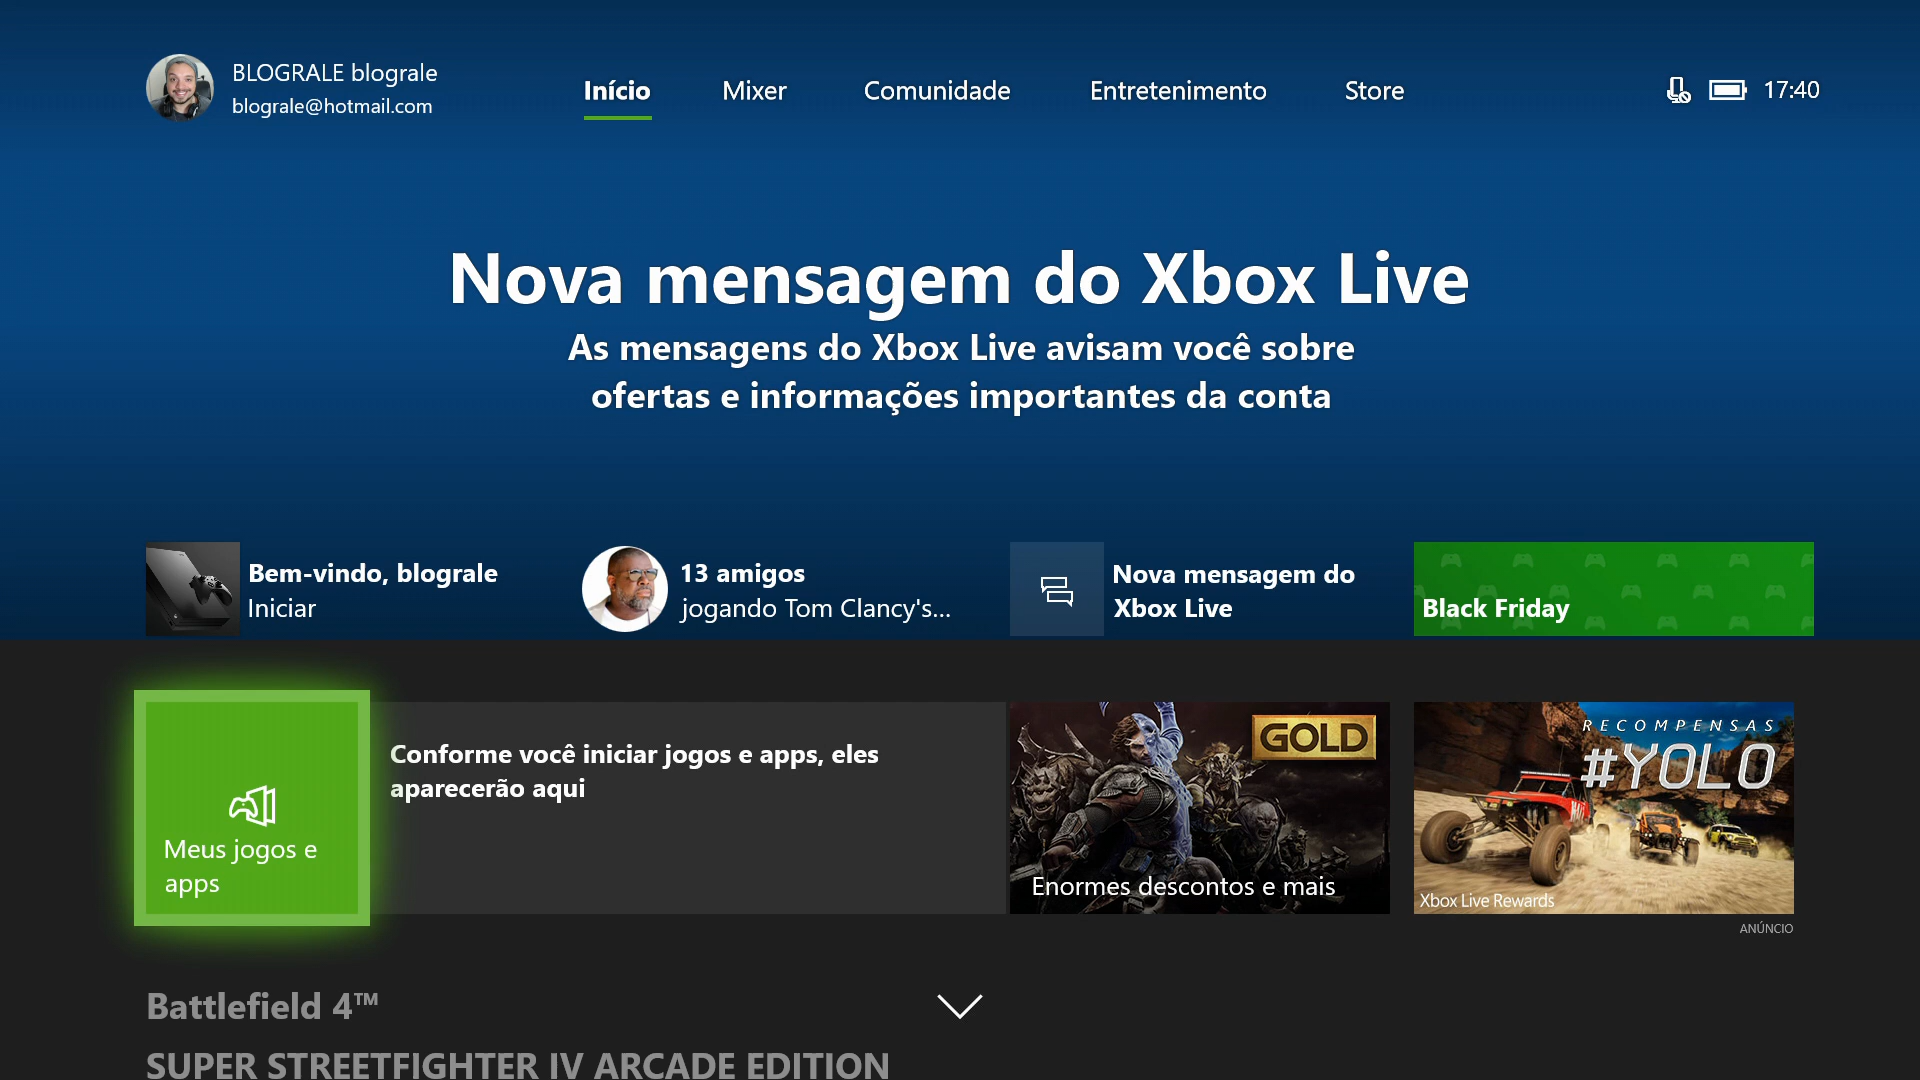 BLOGRALE blograle
blograle@hotmail.com
Início
Mixer
Comunidade
Entretenimento
Store
17:40
Nova mensagem do Xbox Live
As mensagens do Xbox Live avisam você sobre
ofertas e informações importantes da conta
Bem-vindo, blograle
Iniciar
13 amigos
jogando Tom Clancy's...
Nova mensagem do
Xbox Live
Black Friday
Meus jogos e
apps
Conforme você iniciar jogos e apps, eles
aparecerão aqui
GOLD
Enormes descontos e mais
RECOMPENSAS
#YOLO
Xbox Live Rewards
ANÚNCIO
Battlefield 4™
SUPER STREETFIGHTER IV ARCADE EDITION